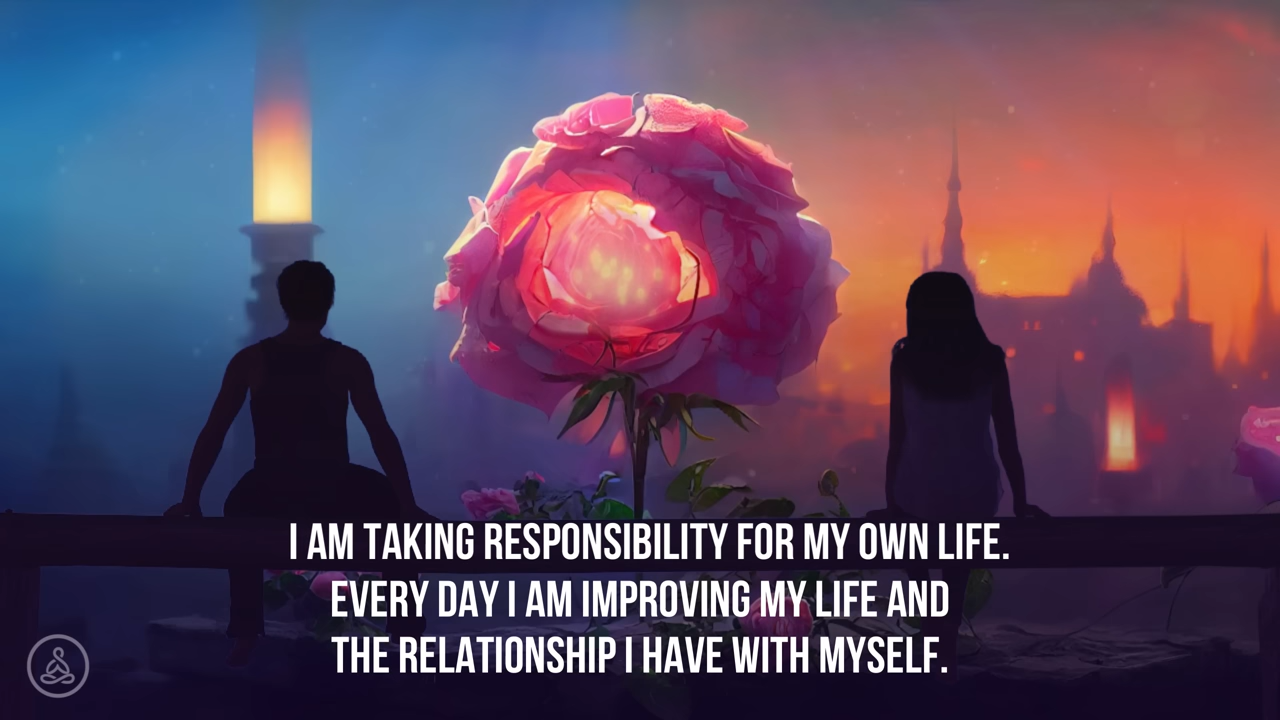 I AM TAKING RESPONSIBILITY FOR MY OWN LIFE.
EVERY DAY I AM IMPROVING MY LIFE AND
THE RELATIONSHIP I HAVE WITH MYSELF.